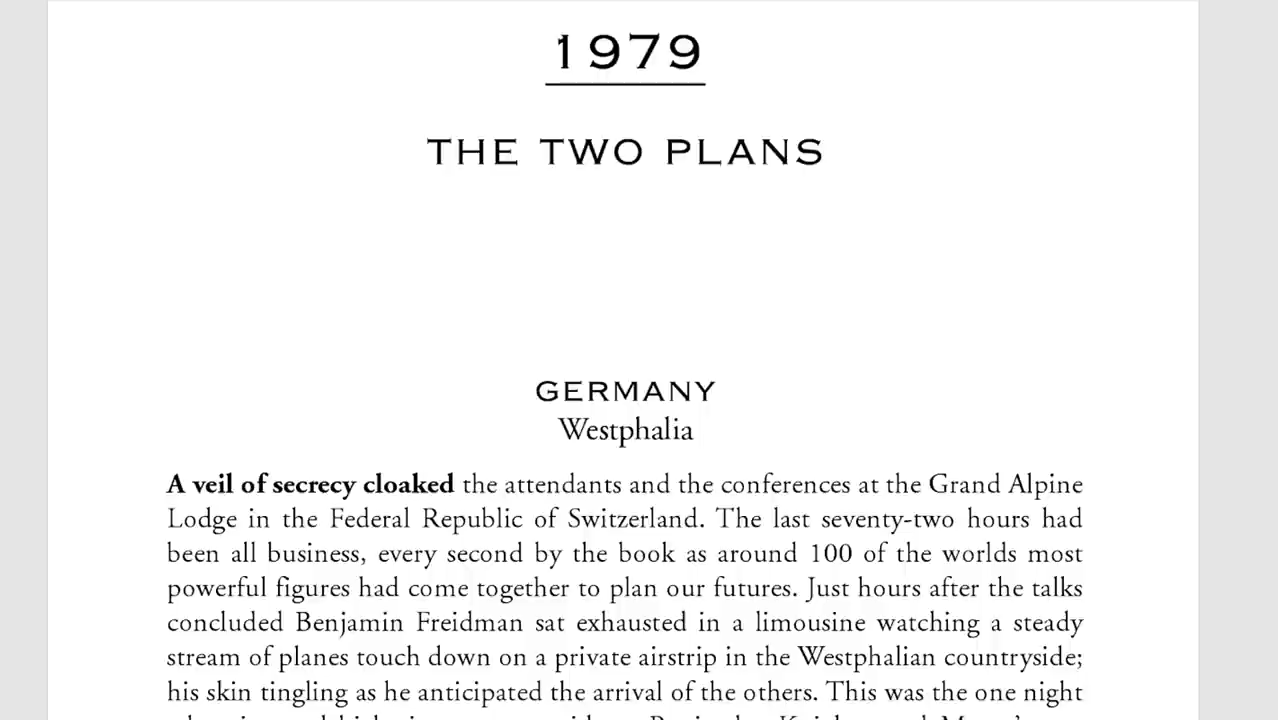 1979
THE TWO PLANS
GERMANY
Westphalia
A veil of secrecy cloaked the attendants and the conferences at the Grand Alpine
Lodge in the Federal Republic of Switzerland. The last seventy-two hours had
been all business, every second by the book as around 100 of the worlds most
powerful figures had come together to plan our futures. Just hours after the talks
concluded Benjamin Freidman sat exhausted in a limousine watching a steady
stream of planes touch down on a private airstrip in the Westphalian countryside;
his skin tingling as he anticipated the arrival of the others. This was the one night